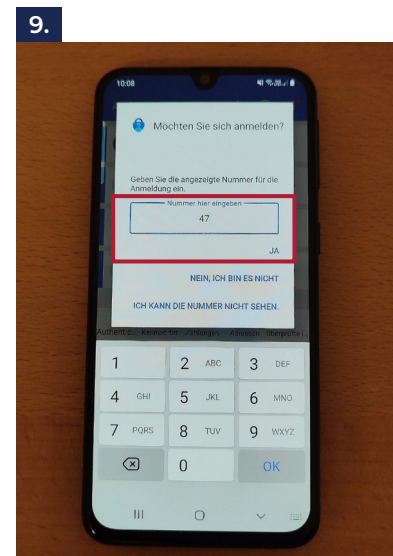 9.
10:08
Möchten Sie sich anmelden?
Geben Sie die angezeigte Nummer für die
Anmeldung ein.
Nummer hier eingeben
47
JA
NEIN, ICH BIN ES NICHT
ICH KANN DIE NUMMER NICHT SEHEN.
1 2 ABC 3 DEF
4 GHI 5 JKL 6 MNO
7 PQRS 8 TUV 9 WXYZ
0 OK